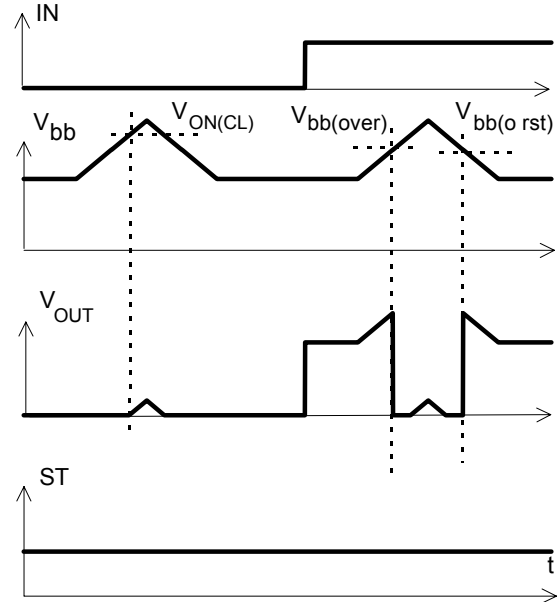 IN
Vbb
VON(CL)
Vbb(over)
Vbb(o rst)
VOUT
ST
t